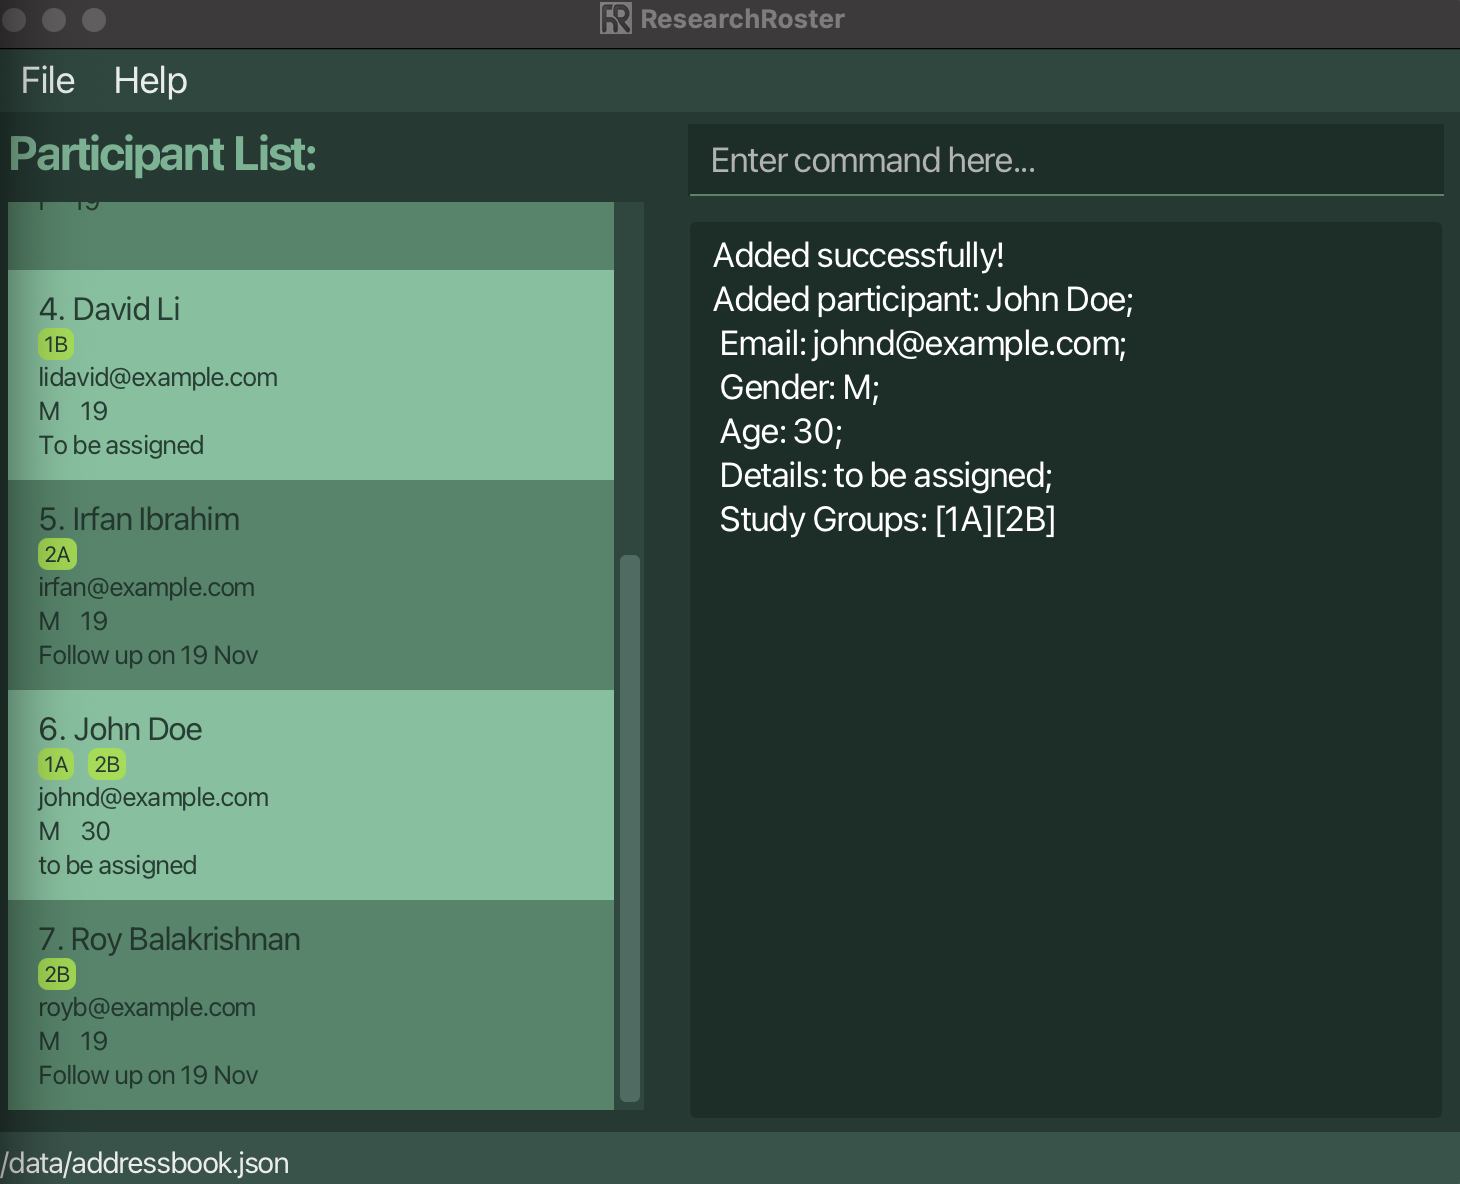 ResearchRoster
File Help
Participant List:
19
4. David Li
1B
lidavid@example.com
M 19
To be assigned
5. Irfan Ibrahim
2A
irfan@example.com
M 19
Follow up on 19 Nov
6. John Doe
1A 2B
johnd@example.com
M 30
to be assigned
7. Roy Balakrishnan
2B
royb@example.com
M 19
Follow up on 19 Nov
Enter command here...
Added successfully!
Added participant: John Doe;
Email: johnd@example.com;
Gender: M;
Age: 30;
Details: to be assigned;
Study Groups: [1A][2B]
/data/addressbook.json